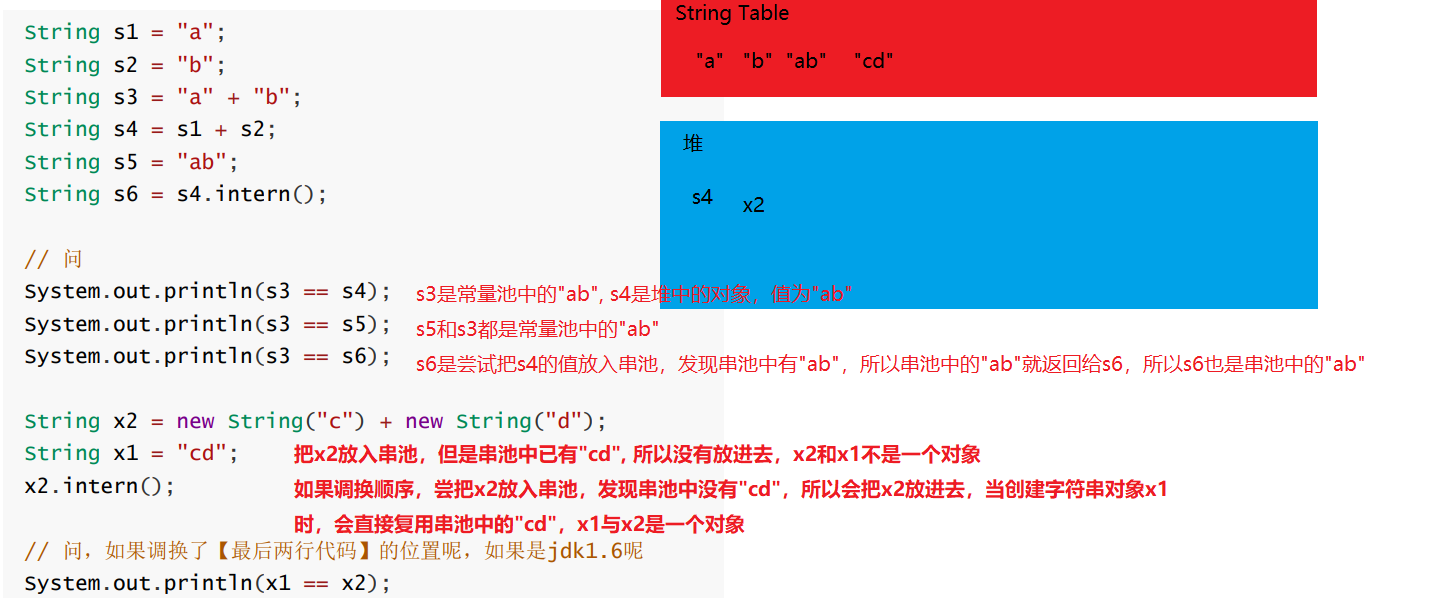 String s1 = "a";
String s2 = "b";
String s3 = "a" + "b";
String s4 = s1 + s2;
String s5 = "ab";
String s6 = s4.intern();
String Table
"a" "b" "ab" "cd"
堆
s4 x2
// 问
System.out.println(s3 == s4); s3是常量池中的"ab", s4是堆中的对象，值为"ab"
System.out.println(s3 == s5); s5和s3都是常量池中的"ab"
System.out.println(s3 == s6); s6是尝试把s4的值放入串池，发现串池中有"ab"，所以串池中的"ab"就返回给s6，所以s6也是串池中的"ab"
String x2 = new String("c") + new String("d");
String x1 = "cd"; 把x2放入串池，但是串池中已有"cd", 所以没有放进去，x2和x1不是一个对象
x2.intern(); 如果调换顺序，尝把x2放入串池，发现串池中没有"cd"，所以会把x2放进去，当创建字符串对象x1
时，会直接复用串池中的"cd"，x1与x2是一个对象
// 问，如果调换了【最后两行代码】的位置呢，如果是jdk1.6呢
System.out.println(x1 == x2);